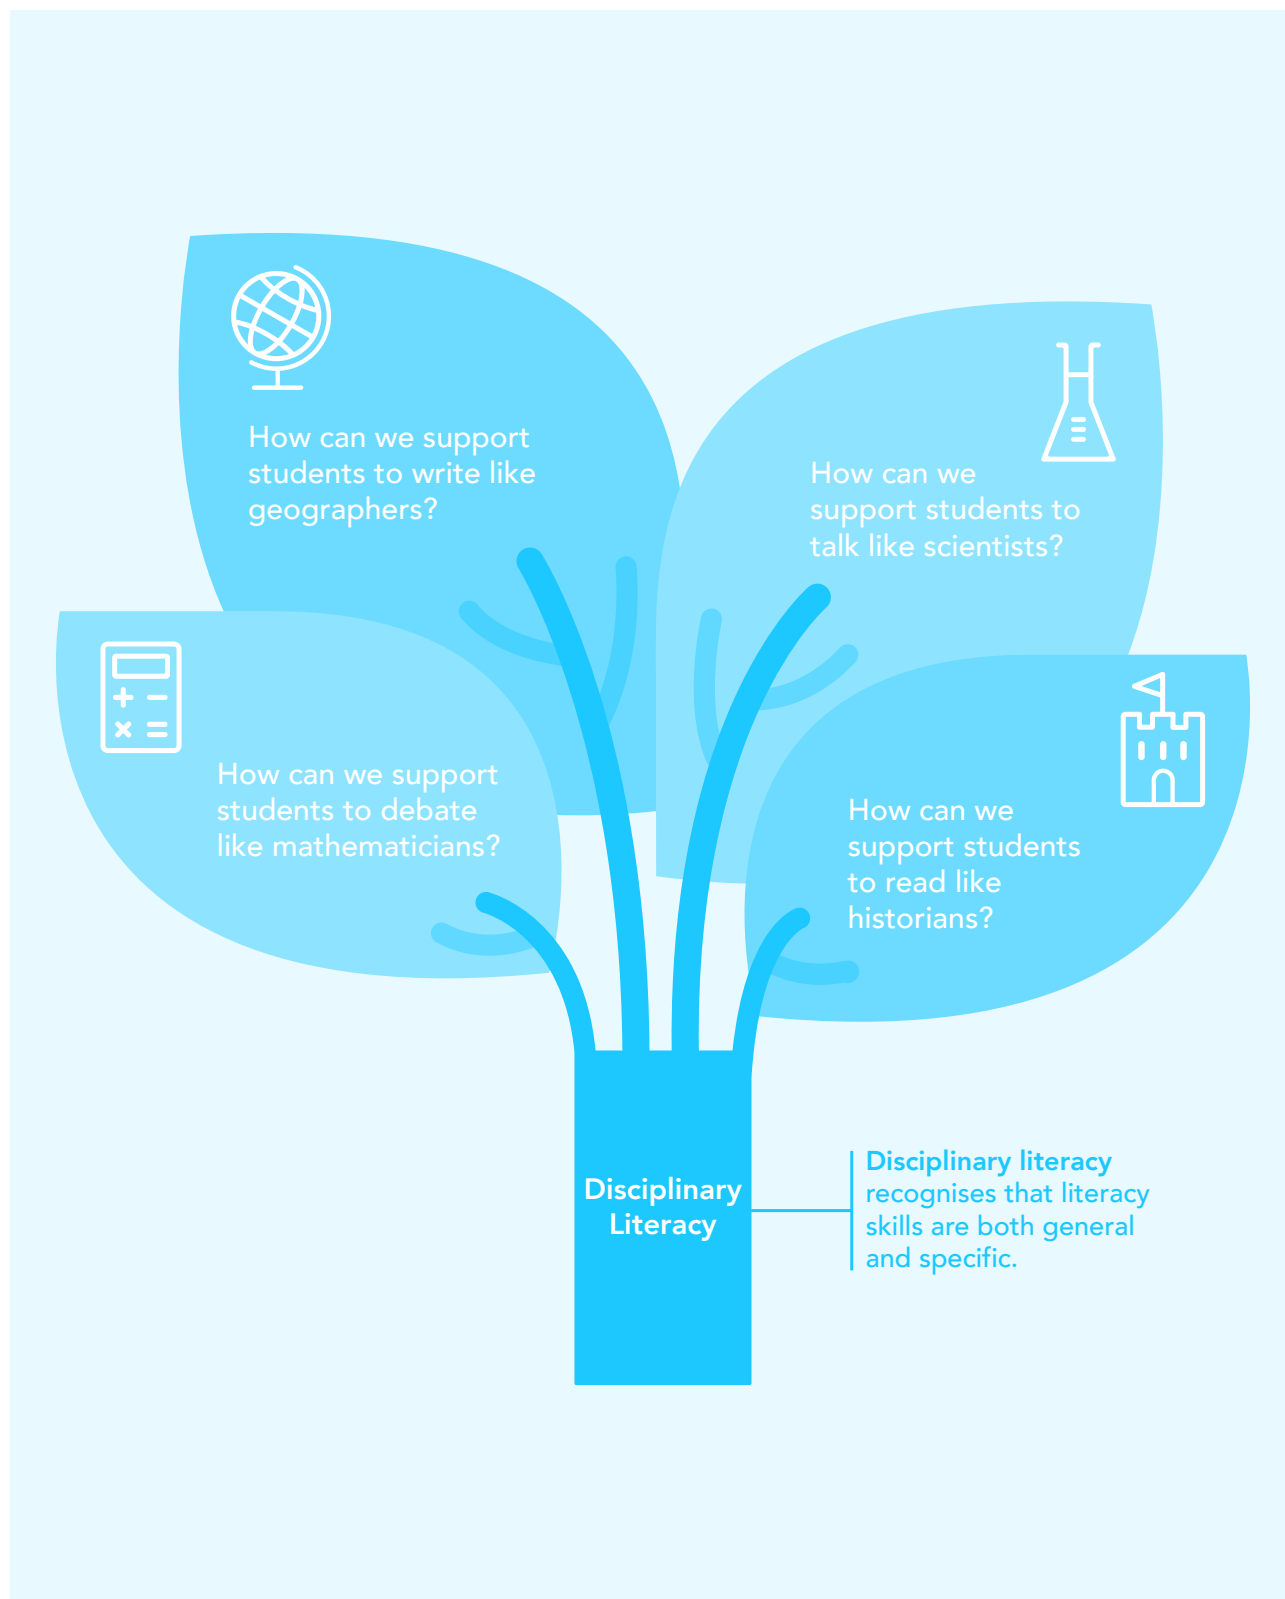 How can we support
students to write like
geographers?
How can we
support students to
talk like scientists?
How can we support
students to debate
like mathematicians?
How can we
support students
to read like
historians?
Disciplinary
Literacy
Disciplinary literacy
recognises that literacy
skills are both general
and specific.